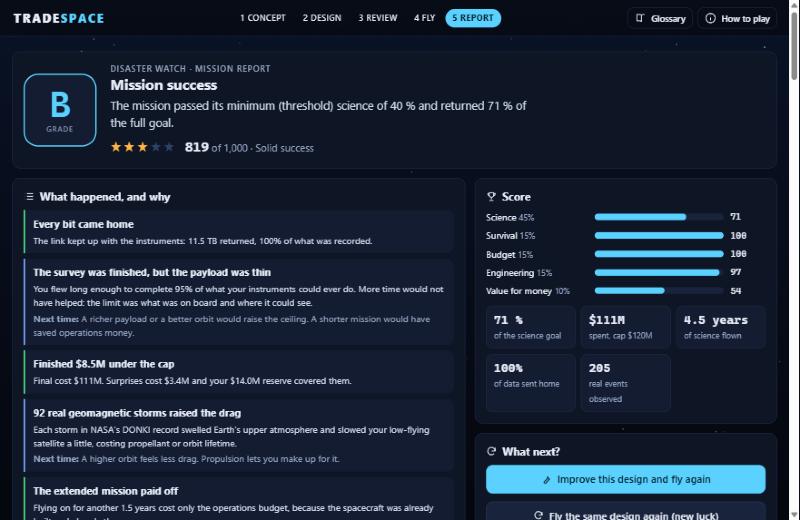 TRADESPACE
1 CONCEPT
2 DESIGN
3 REVIEW
4 FLY
5 REPORT
Glossary
How to play
B
GRADE
DISASTER WATCH · MISSION REPORT
Mission success
The mission passed its minimum (threshold) science of 40 % and returned 71 % of
the full goal.
819 of 1,000 · Solid success
What happened, and why
Every bit came home
The link kept up with the instruments: 11.5 TB returned, 100% of what was recorded.
The survey was finished, but the payload was thin
You flew long enough to complete 95% of what your instruments could ever do. More time would not
have helped: the limit was what was on board and where it could see.
Next time: A richer payload or a better orbit would raise the ceiling. A shorter mission would have
saved operations money.
Finished $8.5M under the cap
Final cost $111M. Surprises cost $3.4M and your $14.0M reserve covered them.
92 real geomagnetic storms raised the drag
Each storm in NASA's DONKI record swelled Earth's upper atmosphere and slowed your low-flying
satellite a little, costing propellant or orbit lifetime.
Next time: A higher orbit feels less drag. Propulsion lets you make up for it.
The extended mission paid off
Flying on for another 1.5 years cost only the operations budget, because the spacecraft was already
Score
Science 45% 71
Survival 15% 100
Budget 15% 100
Engineering 15% 97
Value for money 10% 54
71 %
of the science goal
$111M
spent, cap $120M
4.5 years
of science flown
100%
of data sent home
205
real events
observed
What next?
Improve this design and fly again
Fly the same design again (new luck)